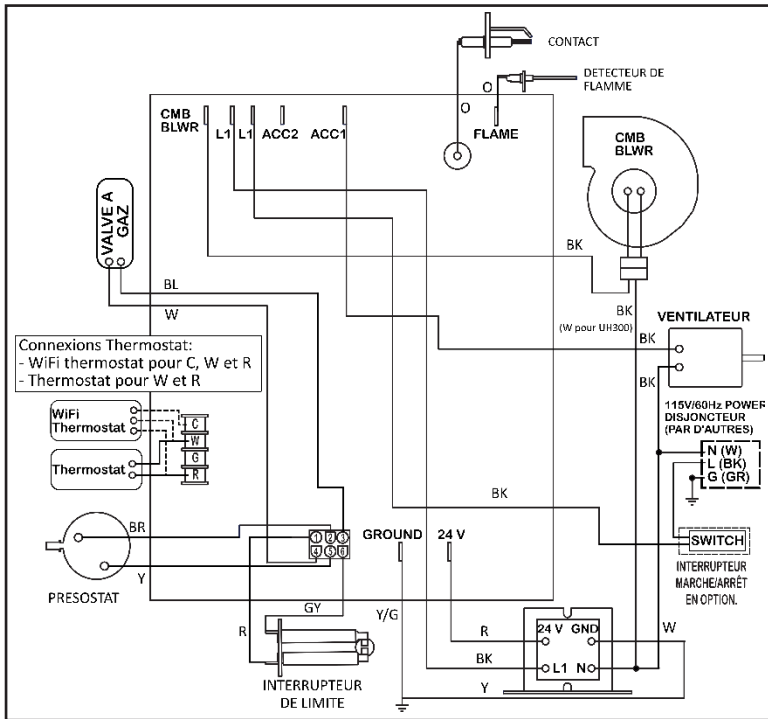 CONTACT
DETECTEUR DE
FLAMME
O
O
CMB
BLWR
L1
L1
ACC2
ACC1
FLAME
CMB
BLWR
VALVE A
GAZ
BK
BL
W
BK
(W pour UH300)
VENTILATEUR
BK
BK
Connexions Thermostat:
- WiFi thermostat pour C, W et R
- Thermostat pour W et R
WiFi
Thermostat
Thermostat
C
W
G
R
115V/60Hz POWER
DISJONCTEUR
(PAR D'AUTRES)
N (W)
L (BK)
G (GR)
BK
SWITCH
INTERRUPTEUR
MARCHE/ARRÊT
EN OPTION.
BR
Y
PRESOSTAT
1 2 3
4 5 6
GROUND
24 V
GY
R
Y/G
INTERRUPTEUR
DE LIMITE
R
BK
Y
24 V GND
L1 N
W